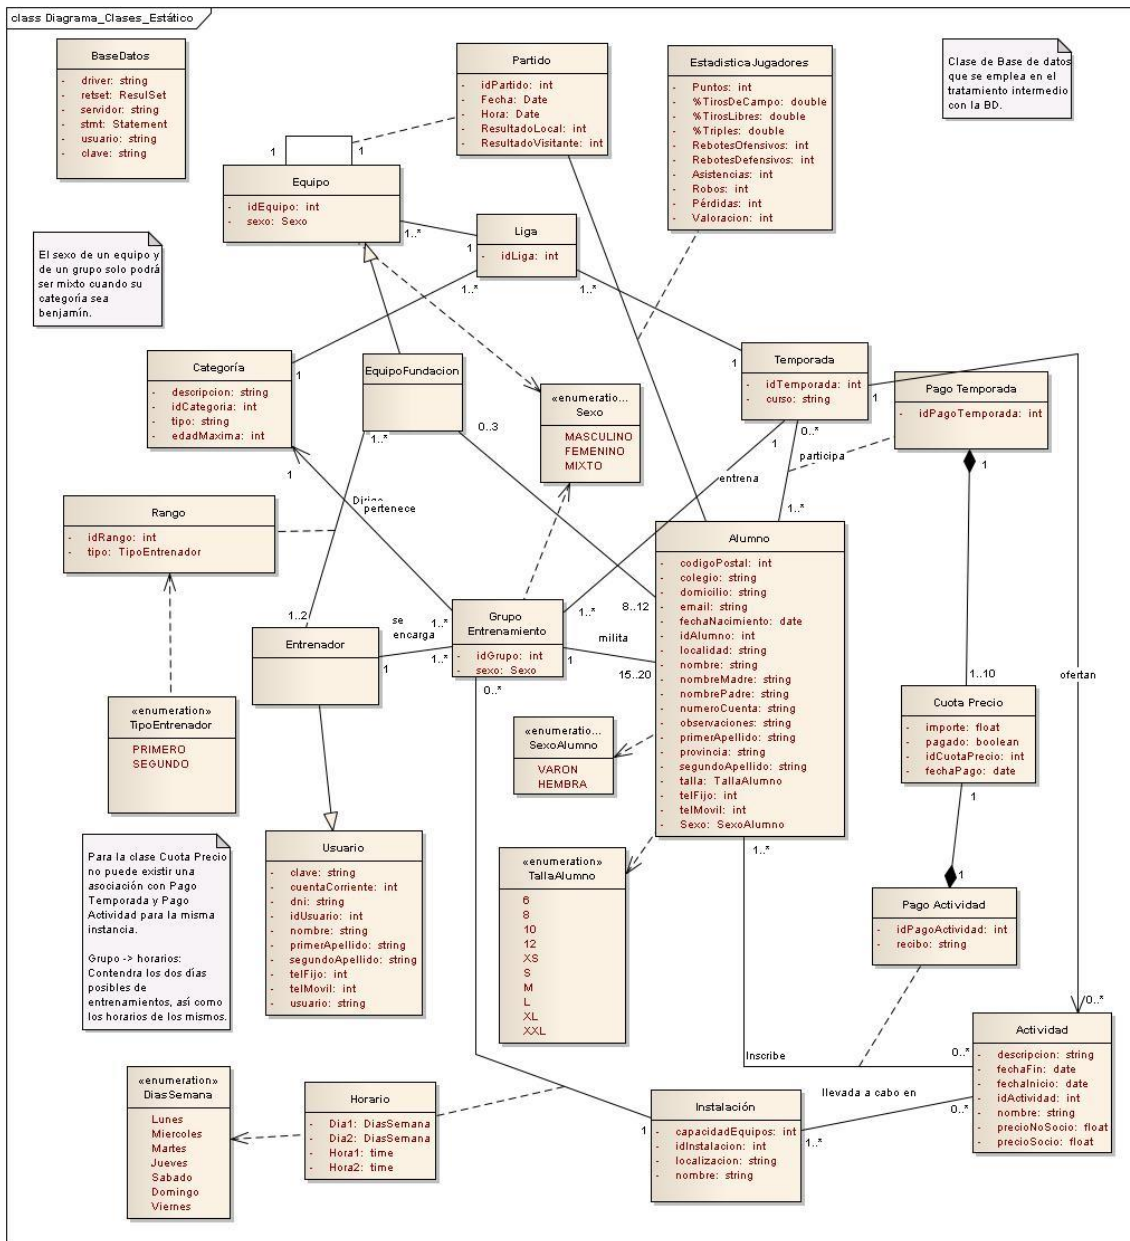 class Diagrama_Clases_Estático
BaseDatos
- driver: string
- retset: ResulSet
- servidor: string
- stmt: Statement
- usuario: string
- clave: string
Partido
- idPartido: int
- Fecha: Date
- Hora: Date
- ResultadoLocal: int
- ResultadoVisitante: int
EstadisticaJugadores
- Puntos: int
- %TirosDeCampo: double
- %TirosLibres: double
- %Triples: double
- RebotesOfensivos: int
- RebotesDefensivos: int
- Asistencias: int
- Robos: int
- Pérdidas: int
- Valoracion: int
Clase de Base de datos
que se emplea en el
tratamiento intermedio
con la BD.
1
1
Equipo
- idEquipo: int
- sexo: Sexo
1..*
1
Liga
- idLiga: int
1..*
1..*
El sexo de un equipo y
de un grupo solo podrá
ser mixto cuando su
categoría sea
benjamín.
Categoría
- descripcion: string
- idCategoria: int
- tipo: string
- edadMaxima: int
1
1
EquipoFundacion
1..*
0..3
«enumeratio...
Sexo
MASCULINO
FEMENINO
MIXTO
1
Temporada
- idTemporada: int
- curso: string
1
1
0..*
Pago Temporada
- idPagoTemporada: int
1
participa
entrena
1..*
Dirige
pertenece
Rango
- idRango: int
- tipo: TipoEntrenador
Alumno
- codigoPostal: int
- colegio: string
- domicilio: string
- email: string
- fechaNacimiento: date
- idAlumno: int
- localidad: string
- nombre: string
- nombreMadre: string
- nombrePadre: string
- numeroCuenta: string
- observaciones: string
- primerApellido: string
- provincia: string
- segundoApellido: string
- talla: TallaAlumno
- telFijo: int
- telMovil: int
- Sexo: SexoAlumno
8..12
1..*
1..2
se
encarga
1..*
1..*
Grupo
Entrenamiento
- idGrupo: int
- sexo: Sexo
milita
1
15..20
0..*
Entrenador
1
1..10
ofertan
Cuota Precio
- importe: float
- pagado: boolean
- idCuotaPrecio: int
- fechaPago: date
1
«enumeration»
TipoEntrenador
PRIMERO
SEGUNDO
«enumeratio...
SexoAlumno
VARON
HEMBRA
Para la clase Cuota Precio
no puede existir una
asociación con Pago
Temporada y Pago
Actividad para la misma
instancia.
Grupo -> horarios:
Contendra los dos días
posibles de
entrenamientos, así como
los horarios de los mismos.
Usuario
- clave: string
- cuentaCorriente: int
- dni: string
- idUsuario: int
- nombre: string
- primerApellido: string
- segundoApellido: string
- telFijo: int
- telMovil: int
- usuario: string
«enumeration»
TallaAlumno
6
8
10
12
XS
S
M
L
XL
XXL
1..*
1
Pago Actividad
- idPagoActividad: int
- recibo: string
0..*
Inscribe
0..*
Actividad
- descripcion: string
- fechaFin: date
- fechaInicio: date
- idActividad: int
- nombre: string
- precioNoSocio: float
- precioSocio: float
llevada a cabo en
0..*
«enumeration»
DiasSemana
Lunes
Miercoles
Martes
Jueves
Sabado
Domingo
Viernes
Horario
- Dia1: DiasSemana
- Dia2: DiasSemana
- Hora1: time
- Hora2: time
1
Instalación
- capacidadEquipos: int
- idInstalacion: int
- localizacion: string
- nombre: string
1..*